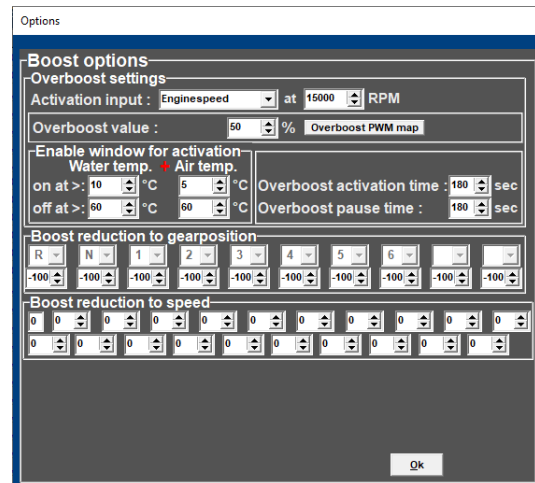 Options
Boost options
Overboost settings
Activation input : Enginespeed at 15000 RPM
Overboost value : 50 % Overboost PWM map
Enable window for activation
Water temp. + Air temp.
on at >: 10 °C 5 °C Overboost activation time : 180 sec
off at >: 60 °C 60 °C Overboost pause time : 180 sec
Boost reduction to gearposition
R N 1 2 3 4 5 6
-100 -100 -100 -100 -100 -100 -100 -100 -100 -100
Boost reduction to speed
0 0 0 0 0 0 0 0 0 0 0
0 0 0 0 0 0 0 0 0 0
Ok